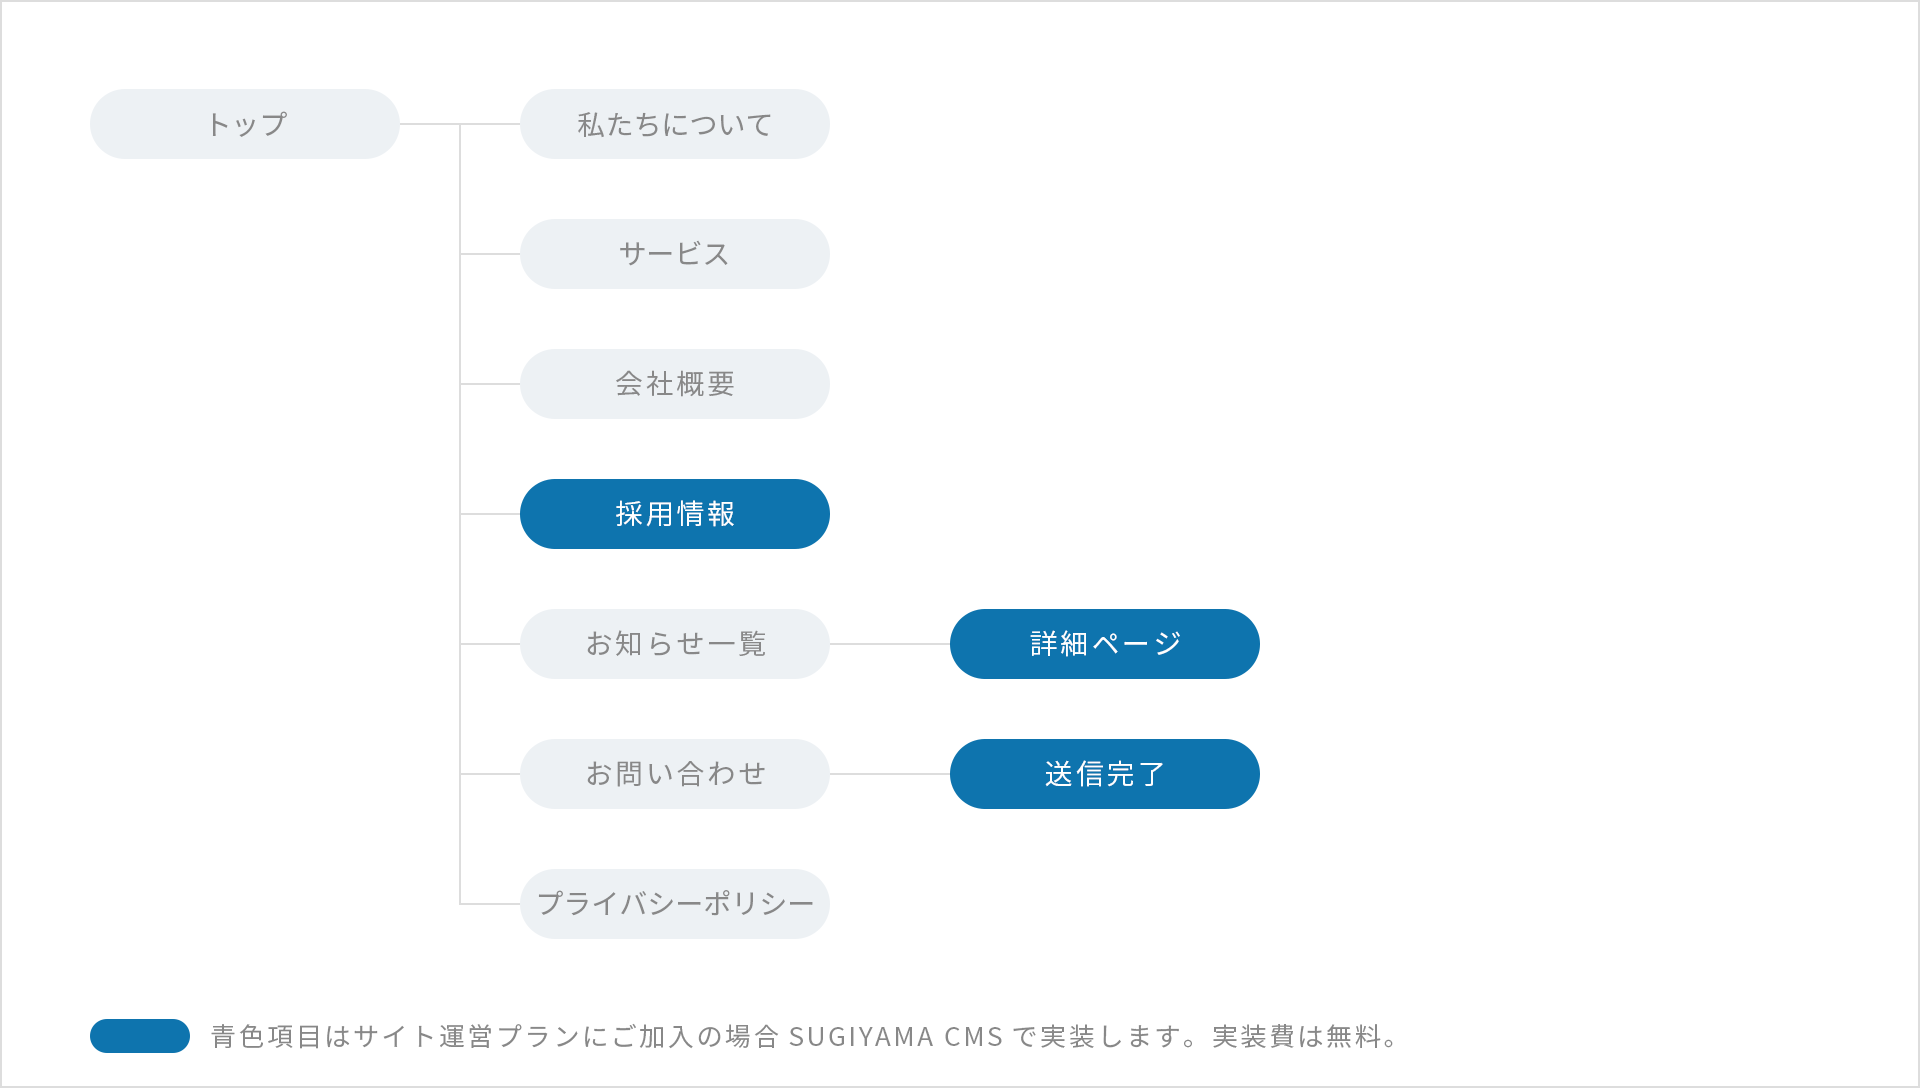 トップ
私たちについて
サービス
会社概要
採用情報
お知らせ一覧
詳細ページ
お問い合わせ
送信完了
プライバシーポリシー
青色項目はサイト運営プランにご加入の場合 SUGIYAMA CMS で実装します。実装費は無料。